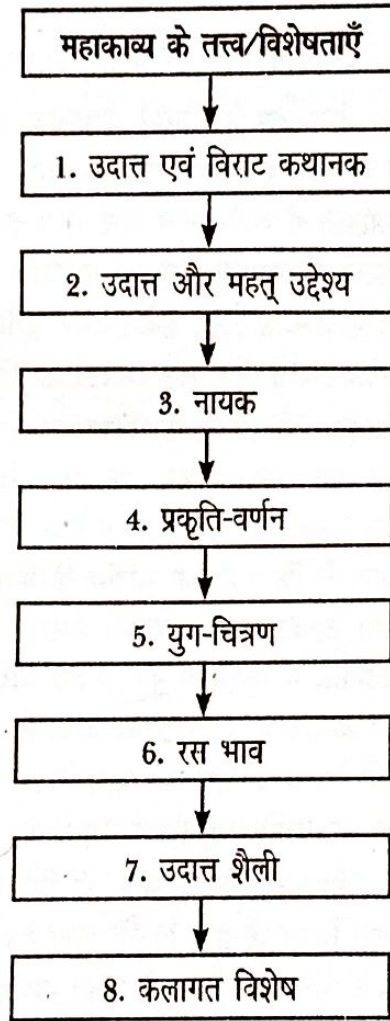 महाकाव्य के तत्त्व/विशेषताएँ
1. उदात्त एवं विराट कथानक
2. उदात्त और महत् उद्देश्य
3. नायक
4. प्रकृति-वर्णन
5. युग-चित्रण
6. रस भाव
7. उदात्त शैली
8. कलागत विशेष